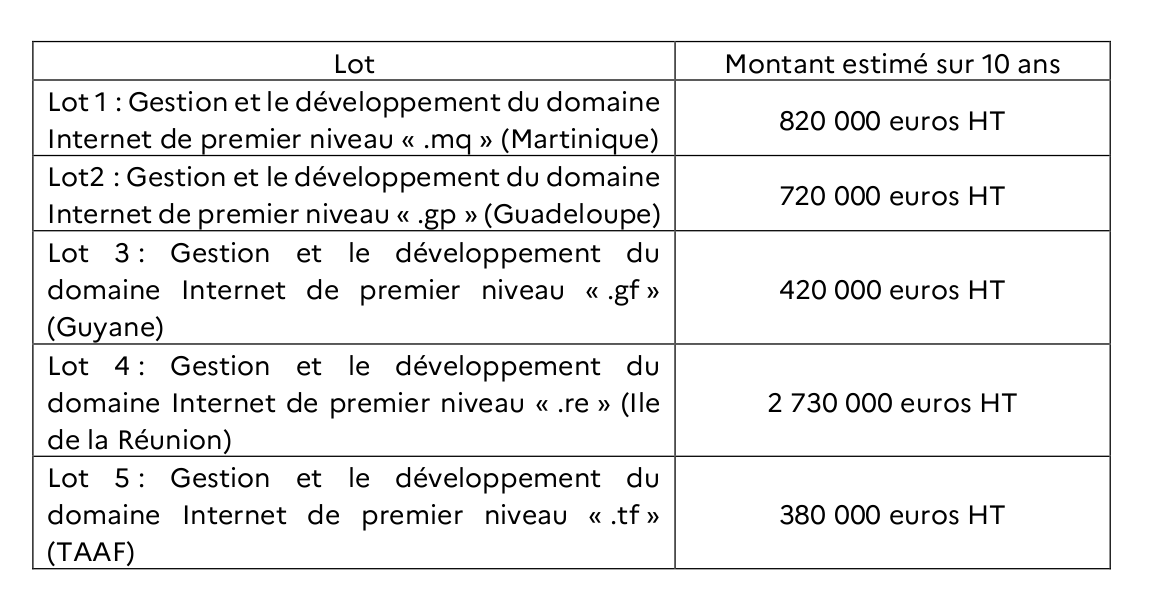 Lot
Montant estimé sur 10 ans
Lot 1 : Gestion et le développement du domaine
Internet de premier niveau « .mq » (Martinique)
820 000 euros HT
Lot2 : Gestion et le développement du domaine
Internet de premier niveau « .gp » (Guadeloupe)
720 000 euros HT
Lot 3 : Gestion et le développement du
domaine Internet de premier niveau « .gf »
(Guyane)
420 000 euros HT
Lot 4 : Gestion et le développement du
domaine Internet de premier niveau « .re » (Ile
de la Réunion)
2 730 000 euros HT
Lot 5 : Gestion et le développement du
domaine Internet de premier niveau « .tf »
(TAAF)
380 000 euros HT